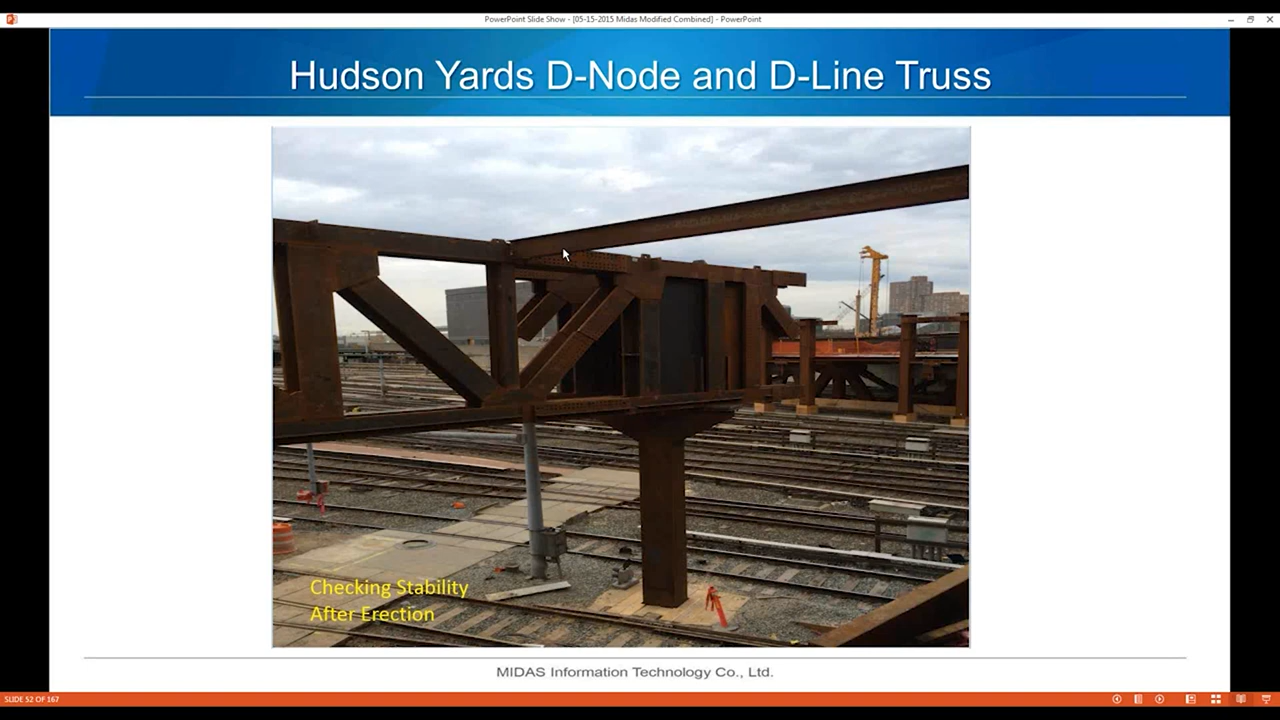 PowerPoint Slide Show - [05-15-2015 Midas Modified Combined] - PowerPoint
Hudson Yards D-Node and D-Line Truss
Checking Stability
After Erection
MIDAS Information Technology Co., Ltd.
SLIDE 52 OF 167